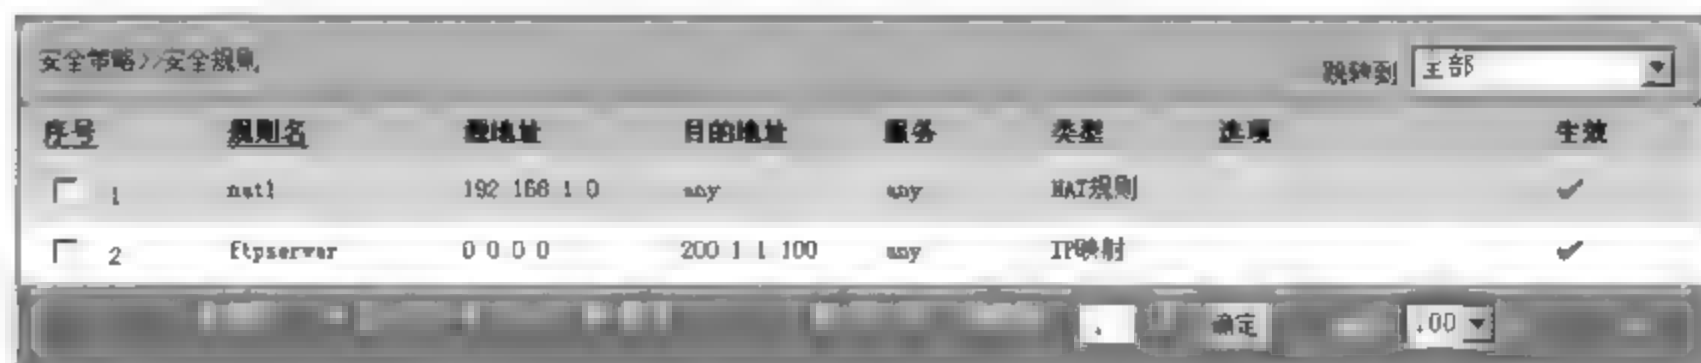 安全策略>>安全规则
跳转到 全部
序号 规则名 源地址 目的地址 服务 类型 选项 生效
1 nat1 192 168 1 0 any any NAT规则
2 ftpserver 0 0 0 0 200 1 1 100 any IP映射
确定